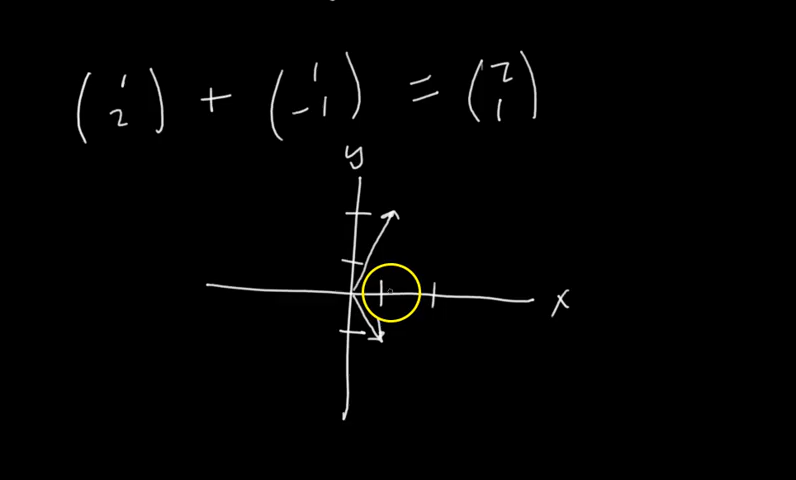 (1 2) + (1 -1) = (2 1)
y
x